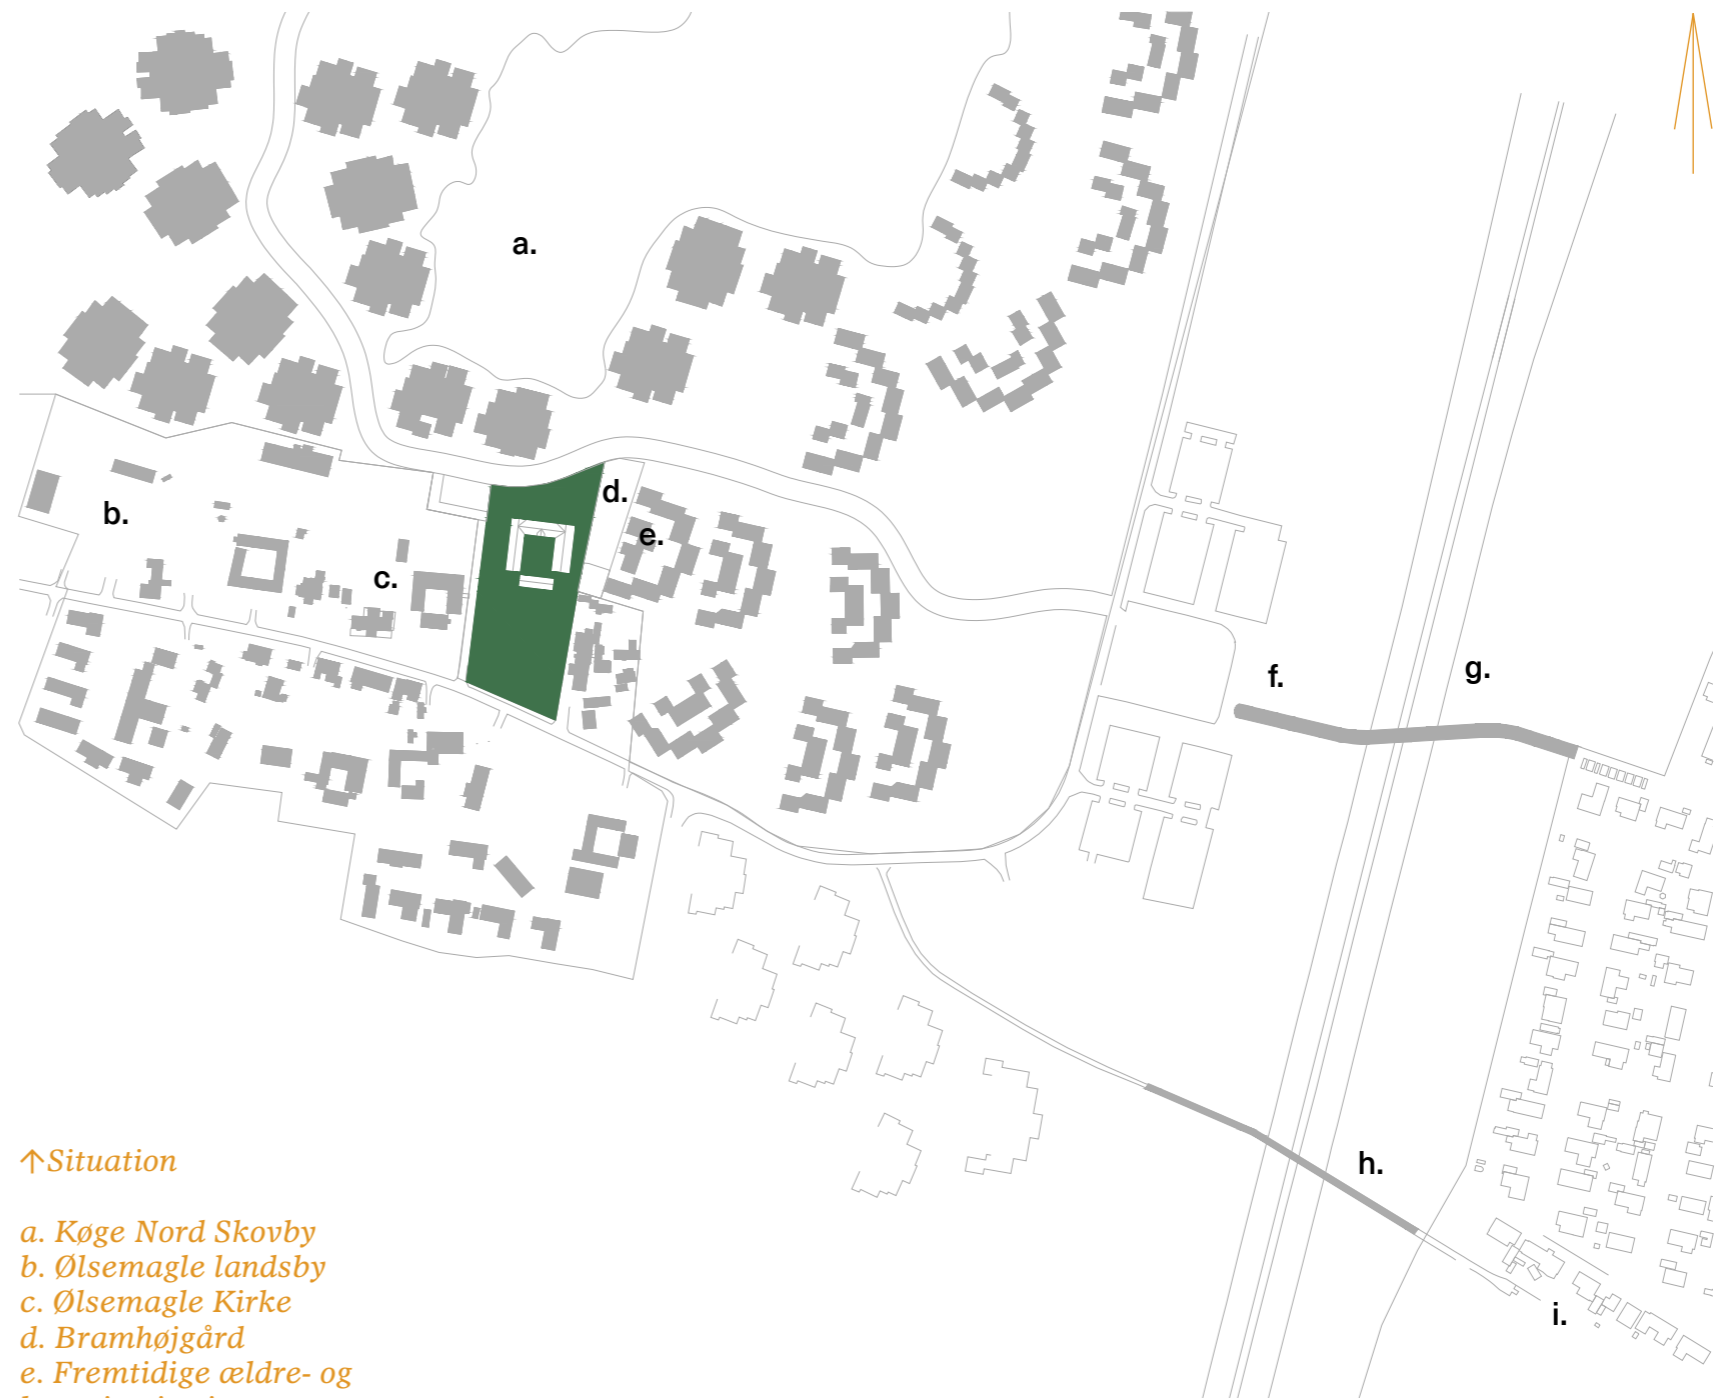 a.
b.
c.
d.
e.
f.
g.
h.
i.
↑Situation
a. Køge Nord Skovby
b. Ølsemagle landsby
c. Ølsemagle Kirke
d. Bramhøjgård
e. Fremtidige ældre- og